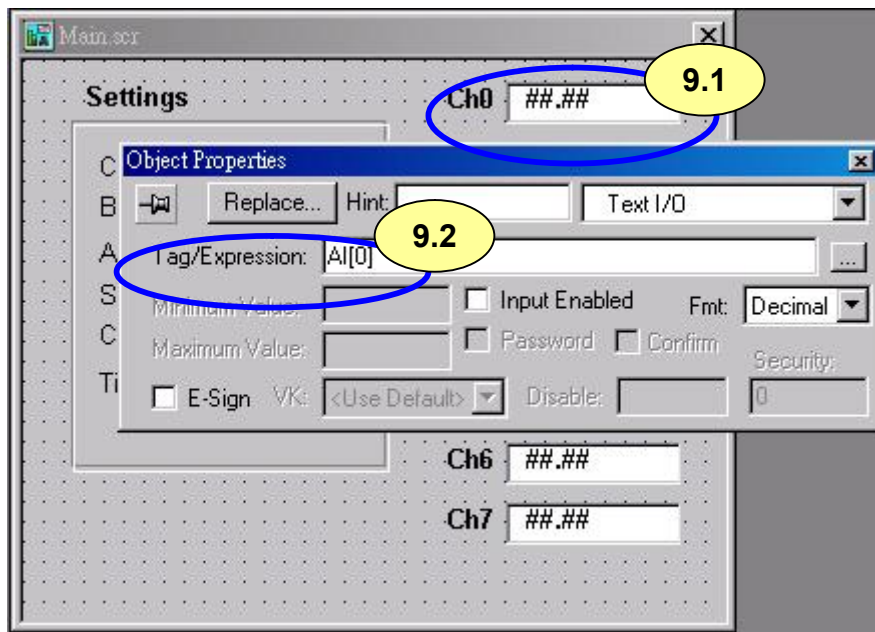 Main.scr
Settings
Ch0 ##.##
9.1
Object Properties
C
B
A
S
C
Ti
Replace... Hint: Text I/O
9.2
Tag/Expression: AI[0] ...
Minimum Value: Input Enabled Fmt: Decimal
Maximum Value: Password Confirm Security:
E-Sign VK: <Use Default> Disable: 0
Ch6 ##.##
Ch7 ##.##